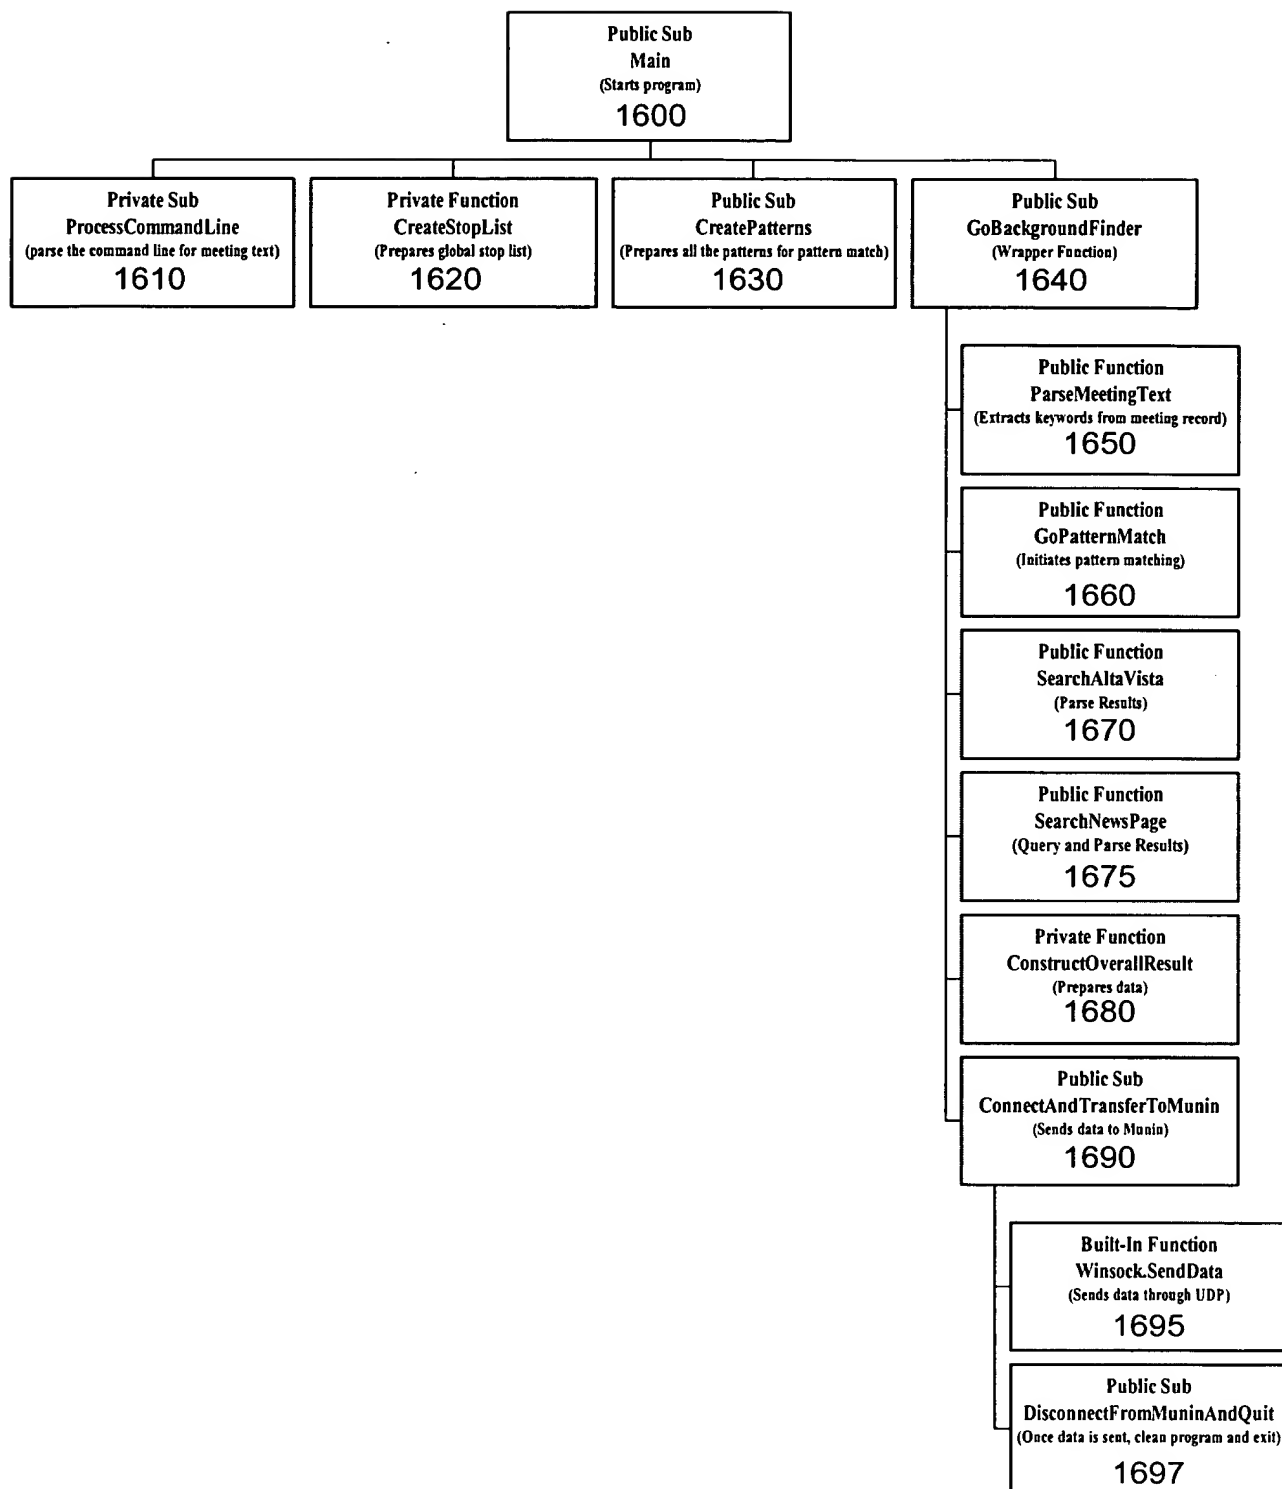 Public Sub
Main
(Starts program)
1600
Private Sub
ProcessCommandLine
(parse the command line for meeting text)
1610
Private Function
CreateStopList
(Prepares global stop list)
1620
Public Sub
CreatePatterns
(Prepares all the patterns for pattern match)
1630
Public Sub
GoBackgroundFinder
(Wrapper Function)
1640
Public Function
ParseMeetingText
(Extracts keywords from meeting record)
1650
Public Function
GoPatternMatch
(Initiates pattern matching)
1660
Public Function
SearchAltaVista
(Parse Results)
1670
Public Function
SearchNewsPage
(Query and Parse Results)
1675
Private Function
ConstructOverallResult
(Prepares data)
1680
Public Sub
ConnectAndTransferToMunin
(Sends data to Munin)
1690
Built-In Function
Winsock.SendData
(Sends data through UDP)
1695
Public Sub
DisconnectFromMuninAndQuit
(Once data is sent, clean program and exit)
1697